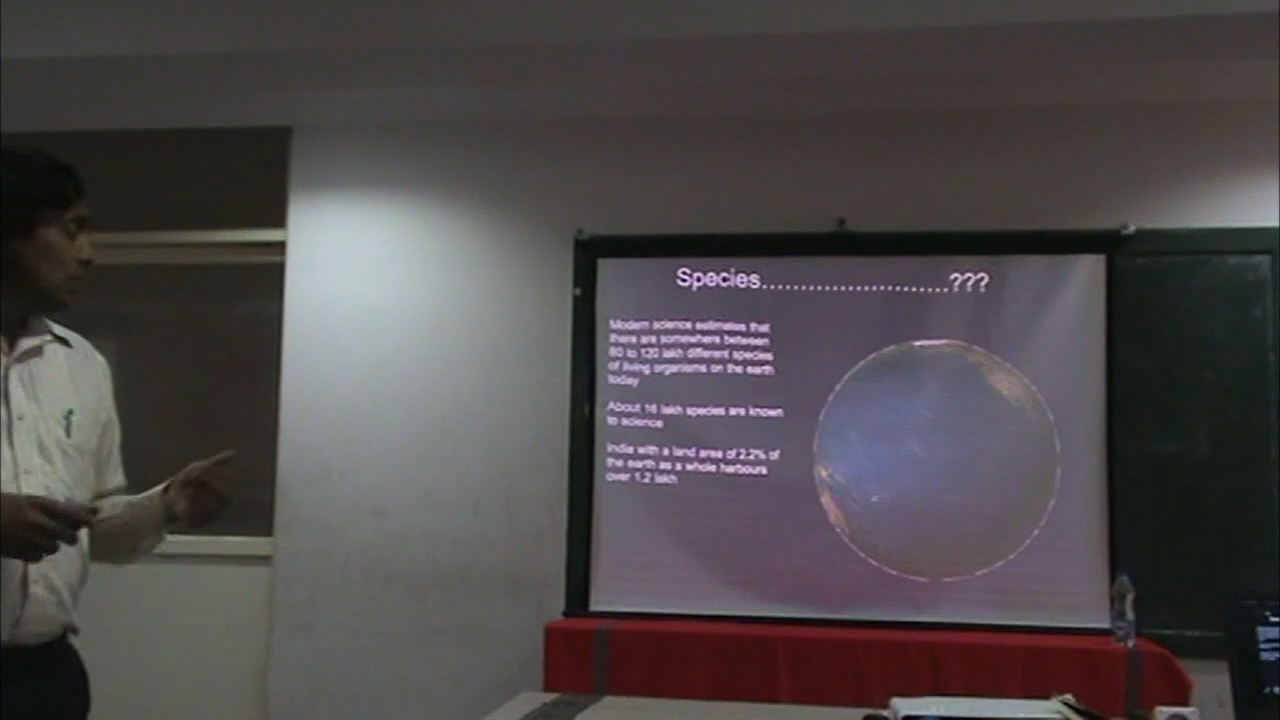 Species........................???
Modern science estimates that
there are somewhere between
80 to 120 lakh different species
of living organisms on the earth
today
About 16 lakh species are known
to science
India with a land area of 2.2% of
the earth as a whole harbours
over 1.2 lakh